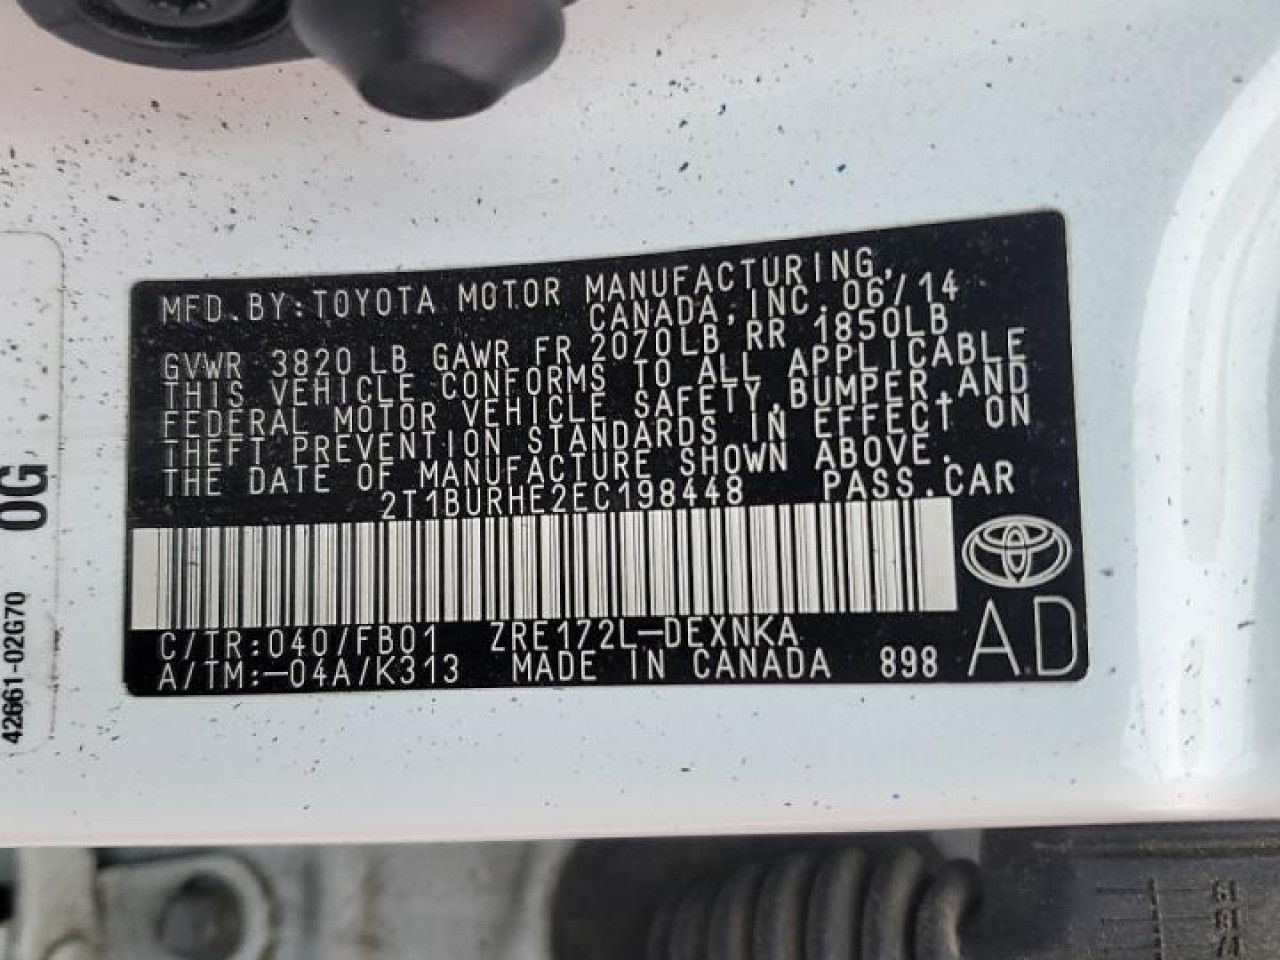 MFD.BY:TOYOTA MOTOR MANUFACTURING,
CANADA,INC.06/14
GVWR 3820 LB GAWR FR 2070LB RR 1850LB
THIS VEHICLE CONFORMS TO ALL APPLICABLE
FEDERAL MOTOR VEHICLE SAFETY,BUMPER,AND
THEFT PREVENTION STANDARDS IN EFFECT ON
THE DATE OF MANUFACTURE SHOWN ABOVE.
2T1BURHE2EC198448 PASS.CAR
C/TR:040/FB01 ZRE172L-DEXNKA
A/TM:-04A/K313 MADE IN CANADA 898
A.D
0G
42661-02G70